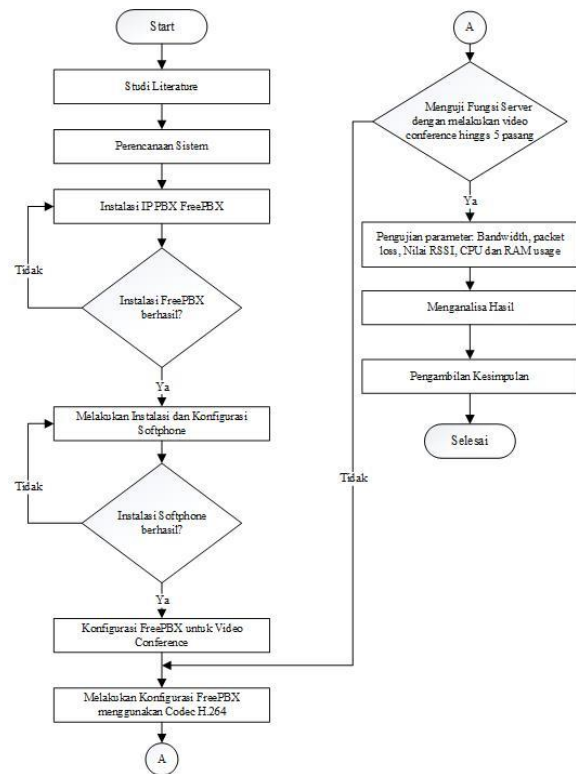 Start
Studi Literature
Perencanaan Sistem
Instalasi IP PBX FreePBX
Tidak
Instalasi FreePBX
berhasil?
Ya
Melakukan Instalasi dan Konfigurasi
Softphone
Tidak
Instalasi Softphone
berhasil?
Ya
Konfigurasi FreePBX untuk Video
Conference
Melakukan Konfigurasi FreePBX
menggunakan Codec H.264
A
A
Menguji Fungsi Server
dengan melakukan video
conference hinggs 5 pasang
Tidak
Ya
Pengujian parameter: Bandwidth, packet
loss, Nilai RSSI, CPU dan RAM usage
Menganalisa Hasil
Pengambilan Kesimpulan
Selesai